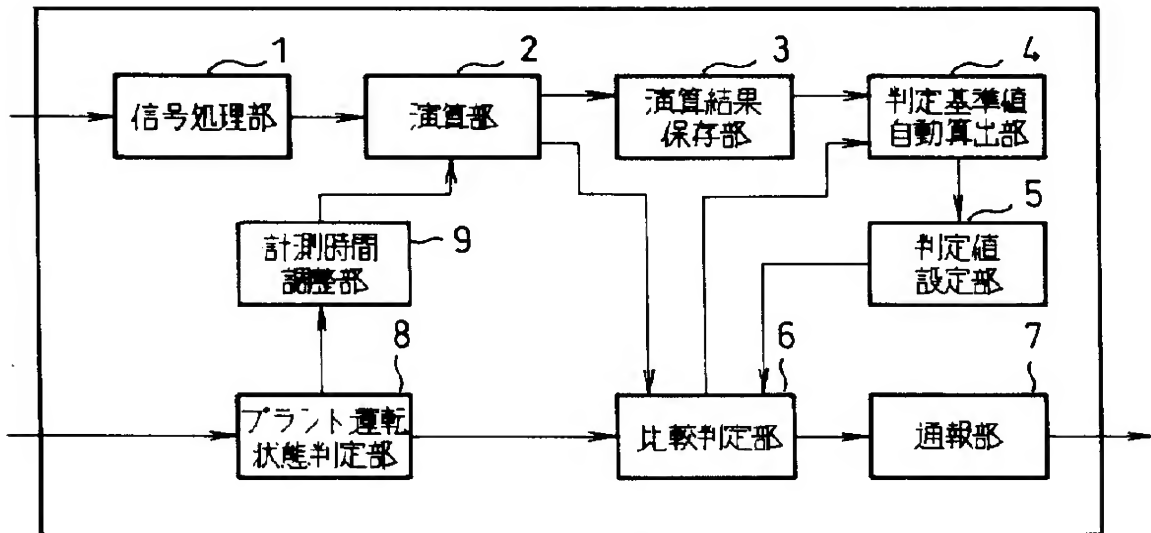 1
信号処理部
2
演算部
3
演算結果
保存部
4
判定基準値
自動算出部
5
判定値
設定部
9
計測時間
調整部
8
プラント運転
状態判定部
6
比較判定部
7
通報部